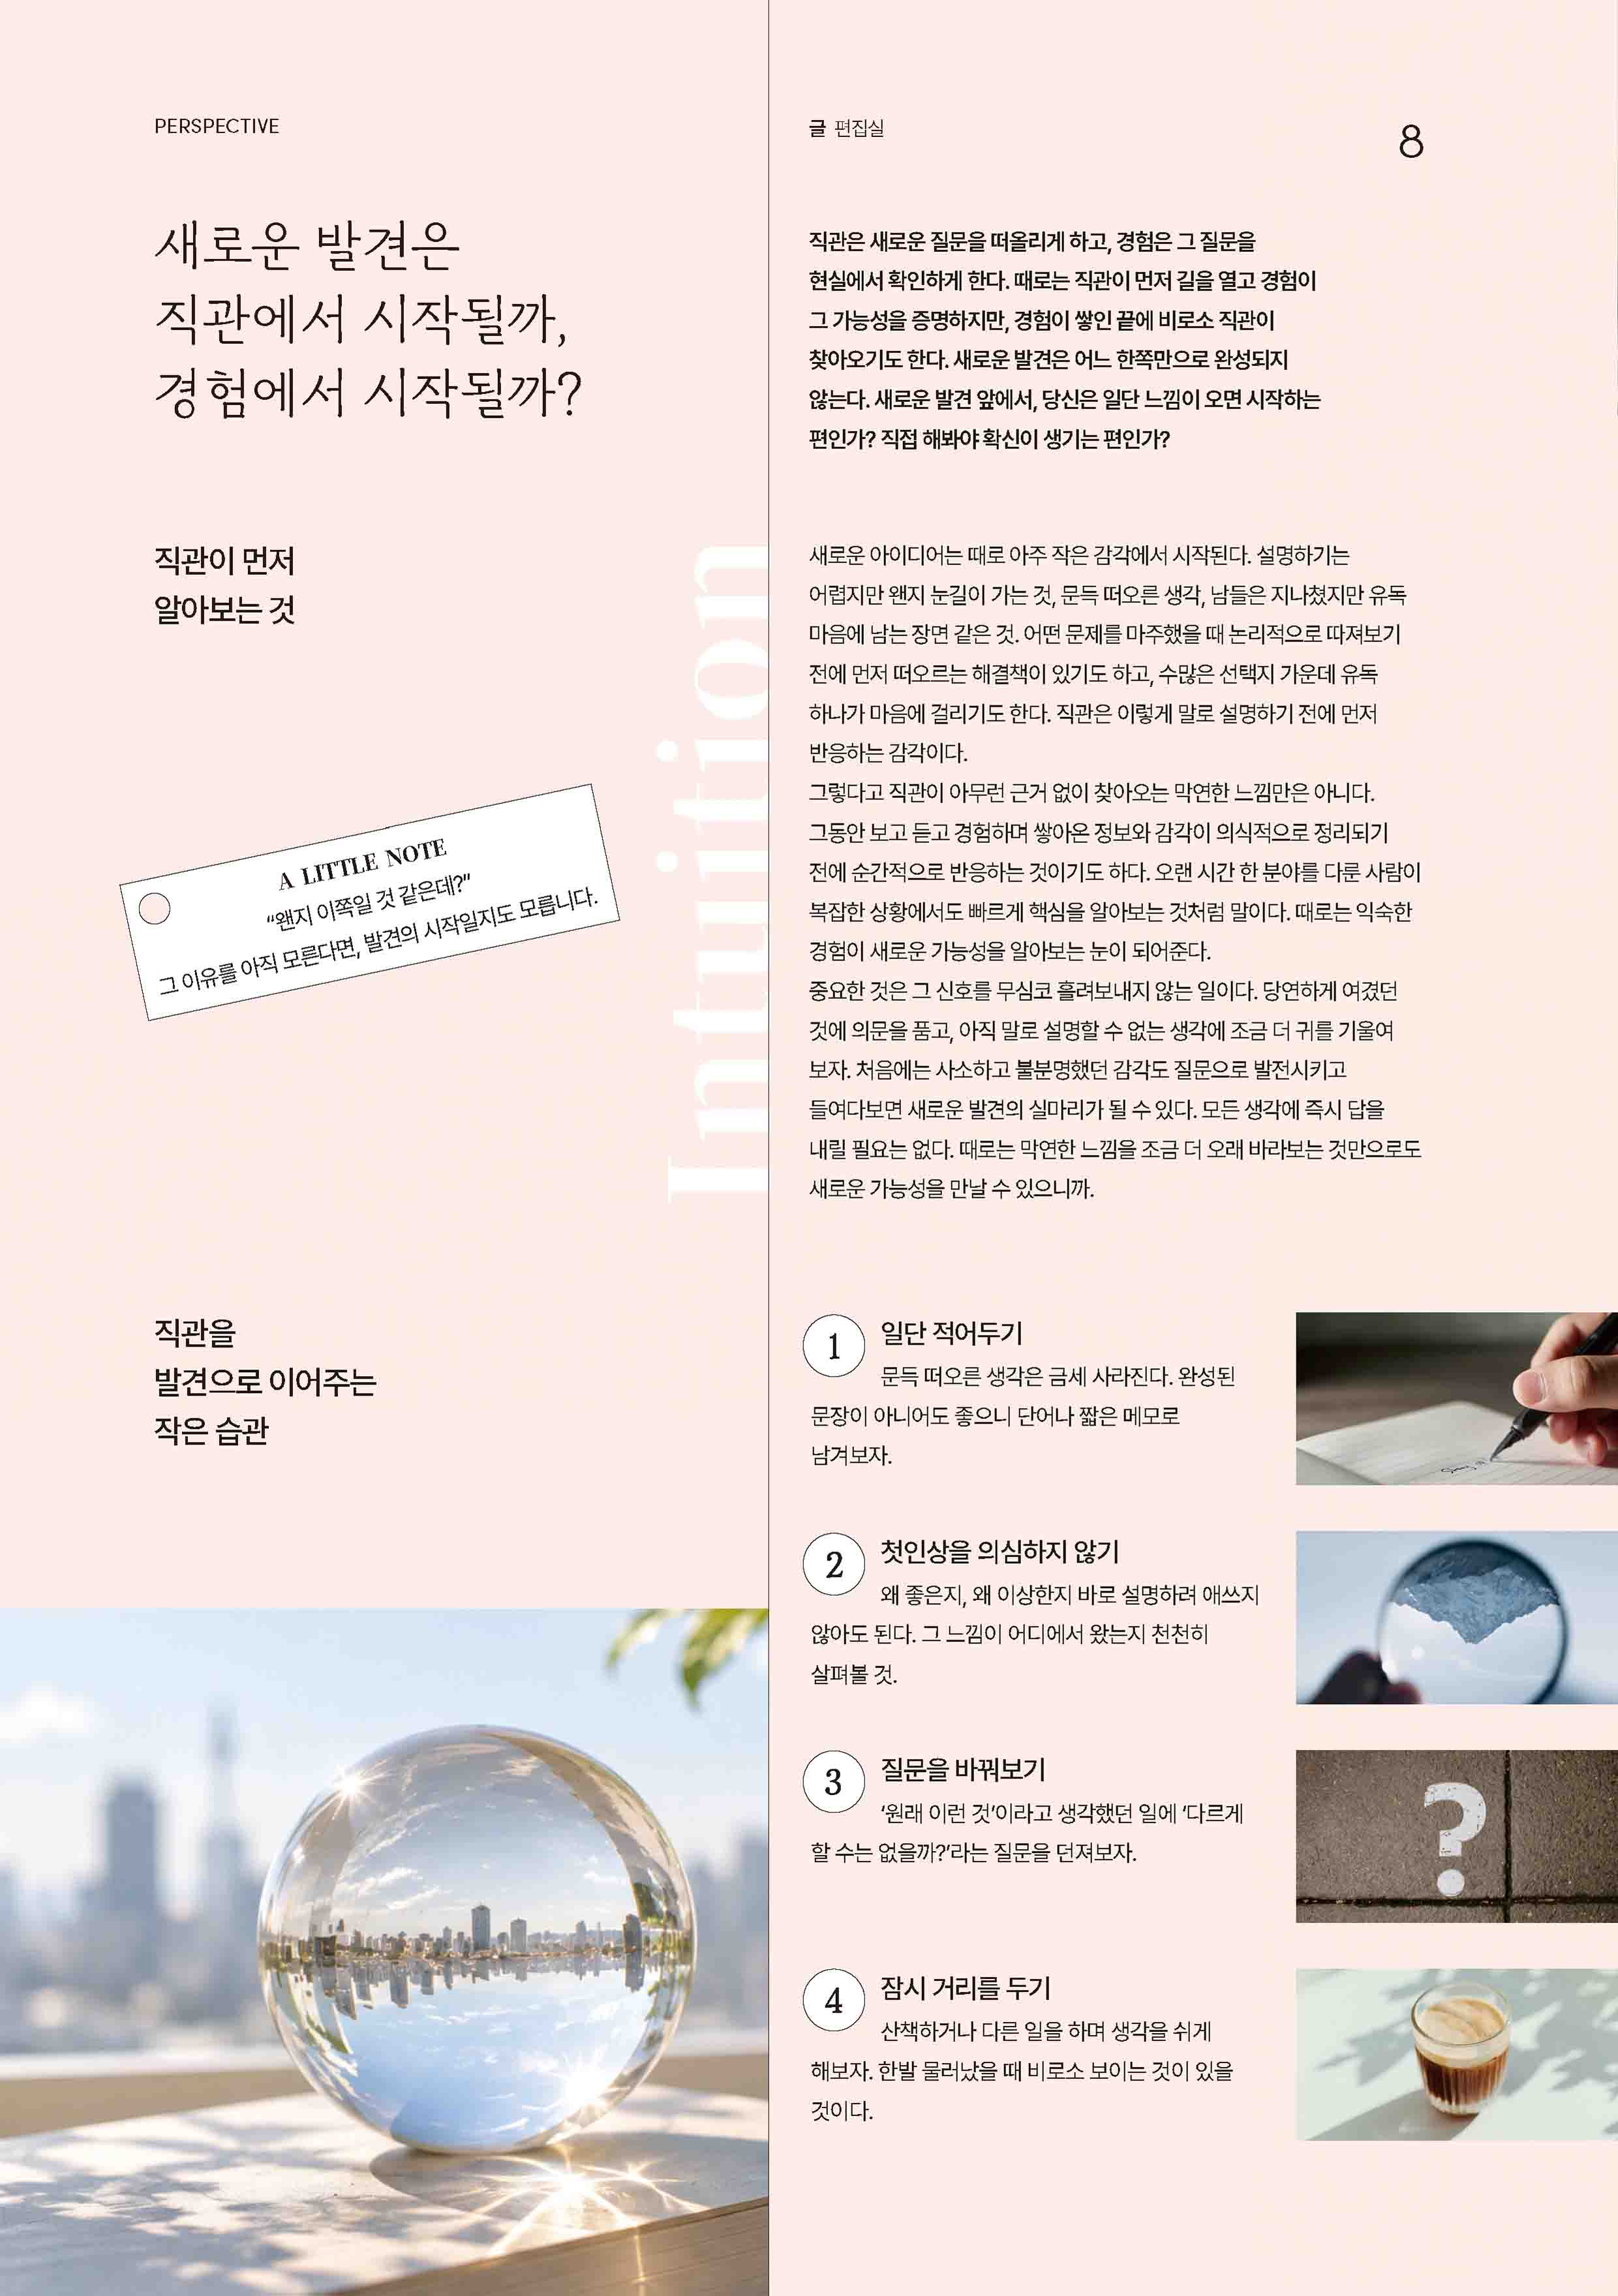 PERSPECTIVE
글 편집실
8
새로운 발견은
직관에서 시작될까,
경험에서 시작될까?
직관은 새로운 질문을 떠올리게 하고, 경험은 그 질문을
현실에서 확인하게 한다. 때로는 직관이 먼저 길을 열고 경험이
그 가능성을 증명하지만, 경험이 쌓인 끝에 비로소 직관이
찾아오기도 한다. 새로운 발견은 어느 한쪽만으로 완성되지
않는다. 새로운 발견 앞에서, 당신은 일단 느낌이 오면 시작하는
편인가? 직접 해봐야 확신이 생기는 편인가?
직관이 먼저
알아보는 것
A LITTLE NOTE
“왠지 이쪽일 것 같은데?”
그 이유를 아직 모른다면, 발견의 시작일지도 모릅니다.
Intuition
새로운 아이디어는 때로 아주 작은 감각에서 시작된다. 설명하기는
어렵지만 왠지 눈길이 가는 것, 문득 떠오른 생각, 남들은 지나쳤지만 유독
마음에 남는 장면 같은 것. 어떤 문제를 마주했을 때 논리적으로 따져보기
전에 먼저 떠오르는 해결책이 있기도 하고, 수많은 선택지 가운데 유독
하나가 마음에 걸리기도 한다. 직관은 이렇게 말로 설명하기 전에 먼저
반응하는 감각이다.
그렇다고 직관이 아무런 근거 없이 찾아오는 막연한 느낌만은 아니다.
그동안 보고 듣고 경험하며 쌓아온 정보와 감각이 의식적으로 정리되기
전에 순간적으로 반응하는 것이기도 하다. 오랜 시간 한 분야를 다룬 사람이
복잡한 상황에서도 빠르게 핵심을 알아보는 것처럼 말이다. 때로는 익숙한
경험이 새로운 가능성을 알아보는 눈이 되어준다.
중요한 것은 그 신호를 무심코 흘려보내지 않는 일이다. 당연하게 여겼던
것에 의문을 품고, 아직 말로 설명할 수 없는 생각에 조금 더 귀를 기울여
보자. 처음에는 사소하고 불분명했던 감각도 질문으로 발전시키고
들여다보면 새로운 발견의 실마리가 될 수 있다. 모든 생각에 즉시 답을
내릴 필요는 없다. 때로는 막연한 느낌을 조금 더 오래 바라보는 것만으로도
새로운 가능성을 만날 수 있으니까.
직관을
발견으로 이어주는
작은 습관
1 일단 적어두기
문득 떠오른 생각은 금세 사라진다. 완성된
문장이 아니어도 좋으니 단어나 짧은 메모로
남겨보자.
2 첫인상을 의심하지 않기
왜 좋은지, 왜 이상한지 바로 설명하려 애쓰지
않아도 된다. 그 느낌이 어디에서 왔는지 천천히
살펴볼 것.
3 질문을 바꿔보기
‘원래 이런 것’이라고 생각했던 일에 ‘다르게
할 수는 없을까?’라는 질문을 던져보자.
?
4 잠시 거리를 두기
산책하거나 다른 일을 하며 생각을 쉬게
해보자. 한발 물러났을 때 비로소 보이는 것이 있을
것이다.